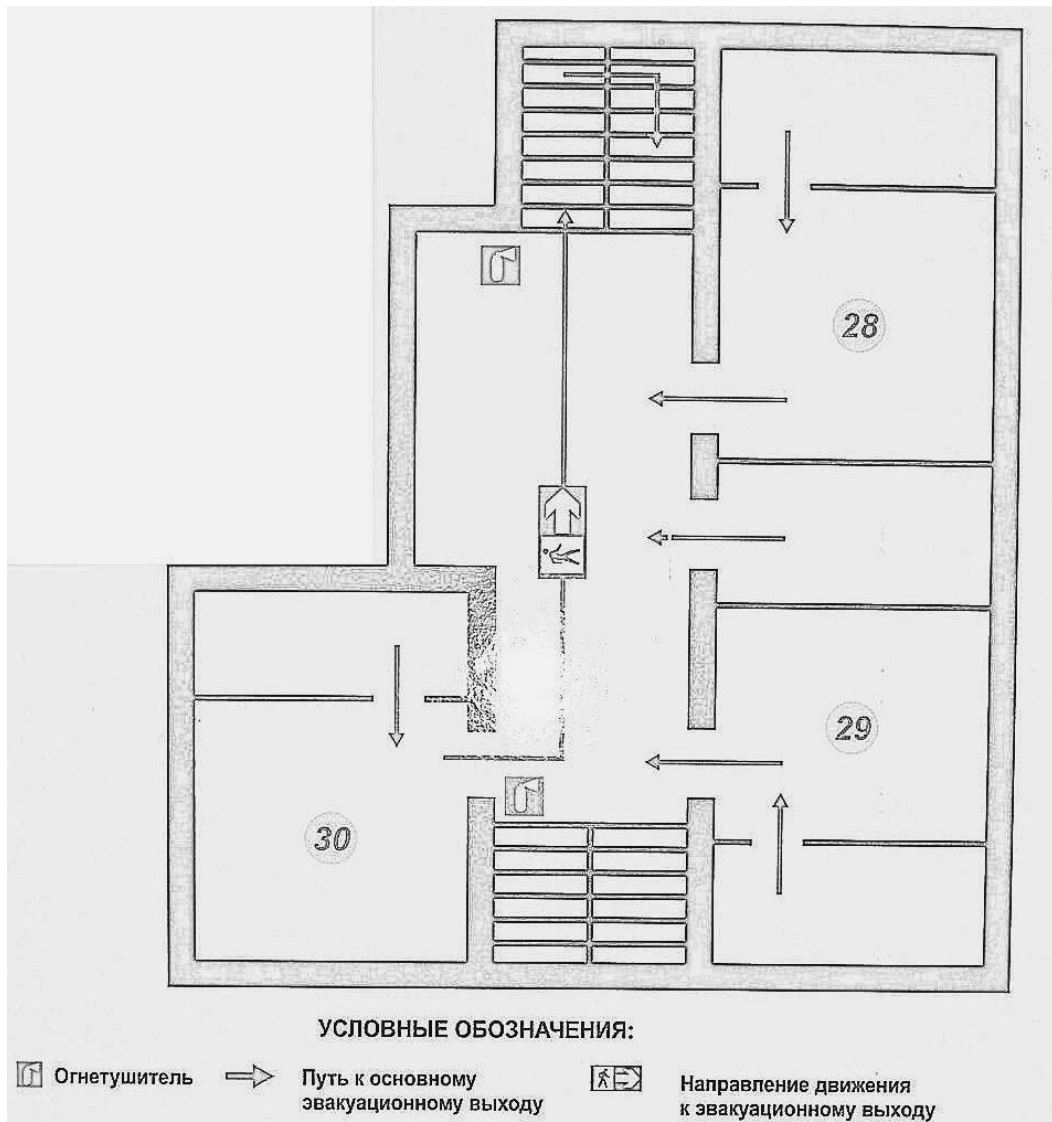 28
29
30
УСЛОВНЫЕ ОБОЗНАЧЕНИЯ:
Огнетушитель
Путь к основному
эвакуационному выходу
Направление движения
к эвакуационному выходу